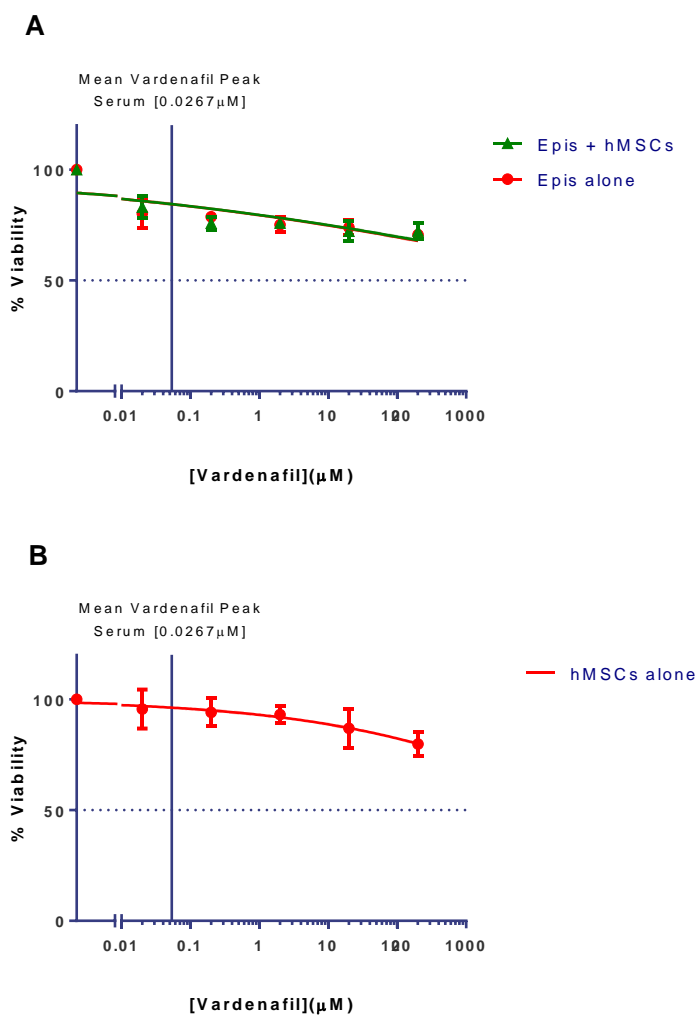 A
Mean Vardenafil Peak
Serum [0.0267μM]
Epis + hMSCs
Epis alone
% Viability
100
50
0
0.01 0.1 1 10 100 1000
[Vardenafil](μM)
B
Mean Vardenafil Peak
Serum [0.0267μM]
hMSCs alone
% Viability
100
50
0
0.01 0.1 1 10 100 1000
[Vardenafil](μM)